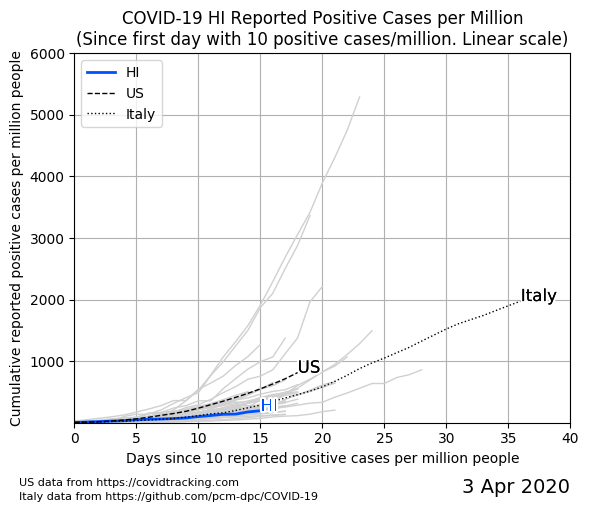 COVID-19 HI Reported Positive Cases per Million
(Since first day with 10 positive cases/million. Linear scale)
Cumulative reported positive cases per million people
6000
5000
4000
3000
2000
1000
HI
US
Italy
Italy
US
HI
0 5 10 15 20 25 30 35 40
Days since 10 reported positive cases per million people
US data from https://covidtracking.com
Italy data from https://github.com/pcm-dpc/COVID-19
3 Apr 2020